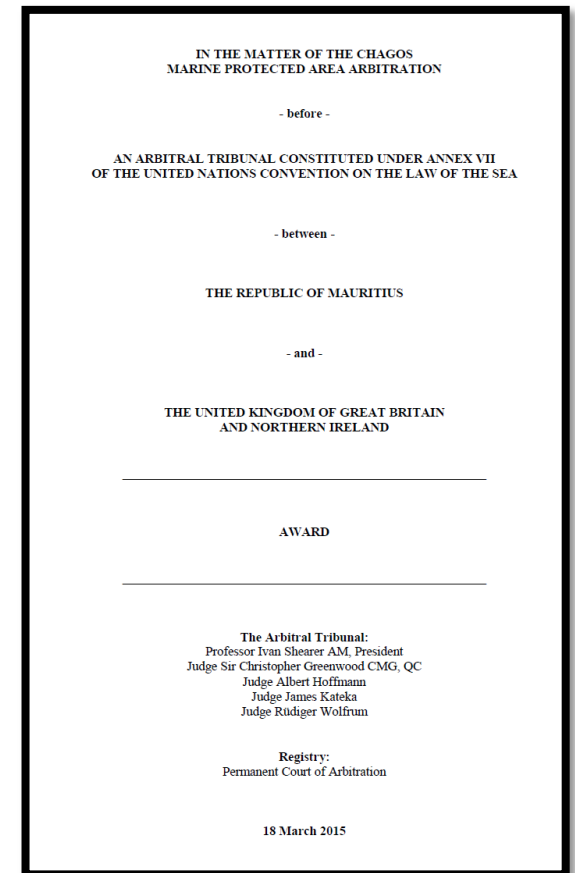 IN THE MATTER OF THE CHAGOS
MARINE PROTECTED AREA ARBITRATION
- before -
AN ARBITRAL TRIBUNAL CONSTITUTED UNDER ANNEX VII
OF THE UNITED NATIONS CONVENTION ON THE LAW OF THE SEA
- between -
THE REPUBLIC OF MAURITIUS
- and -
THE UNITED KINGDOM OF GREAT BRITAIN
AND NORTHERN IRELAND
AWARD
The Arbitral Tribunal:
Professor Ivan Shearer AM, President
Judge Sir Christopher Greenwood CMG, QC
Judge Albert Hoffmann
Judge James Kateka
Judge Rüdiger Wolfrum
Registry:
Permanent Court of Arbitration
18 March 2015